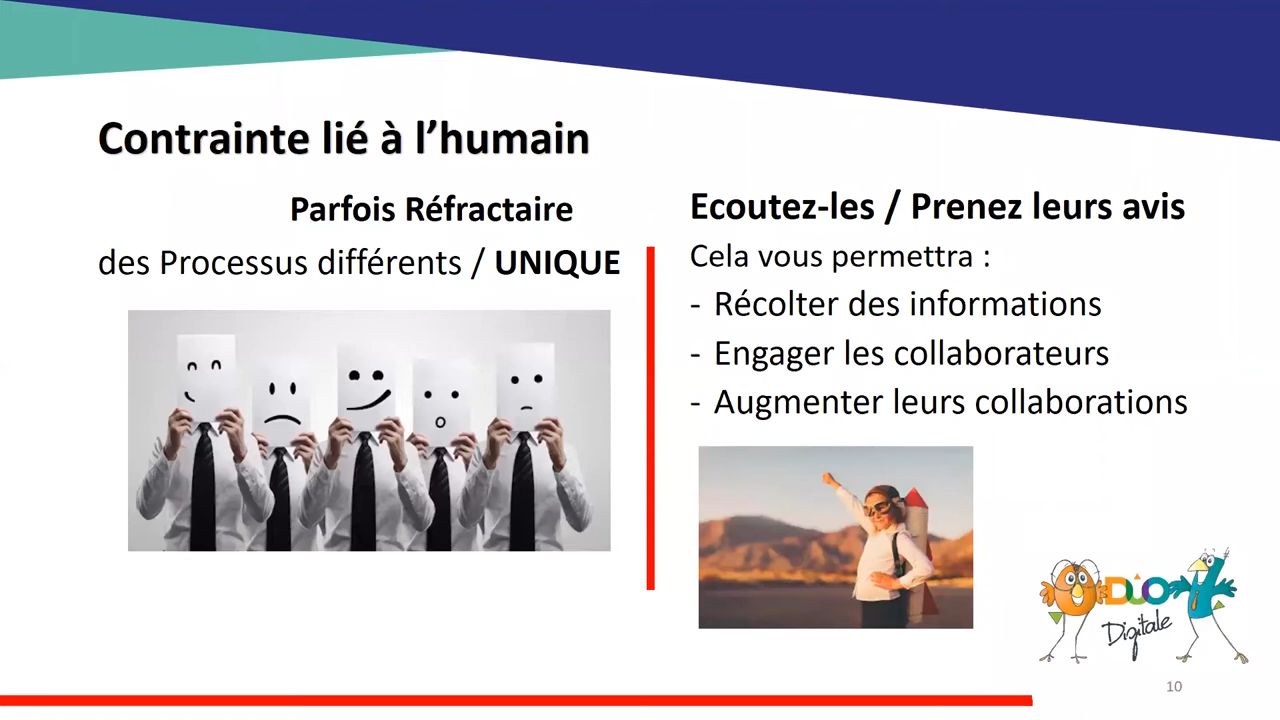 Contrainte lié à l’humain
Parfois Réfractaire
des Processus différents / UNIQUE
Ecoutez-les / Prenez leurs avis
Cela vous permettra :
- Récolter des informations
- Engager les collaborateurs
- Augmenter leurs collaborations
DUO
Digitale
10